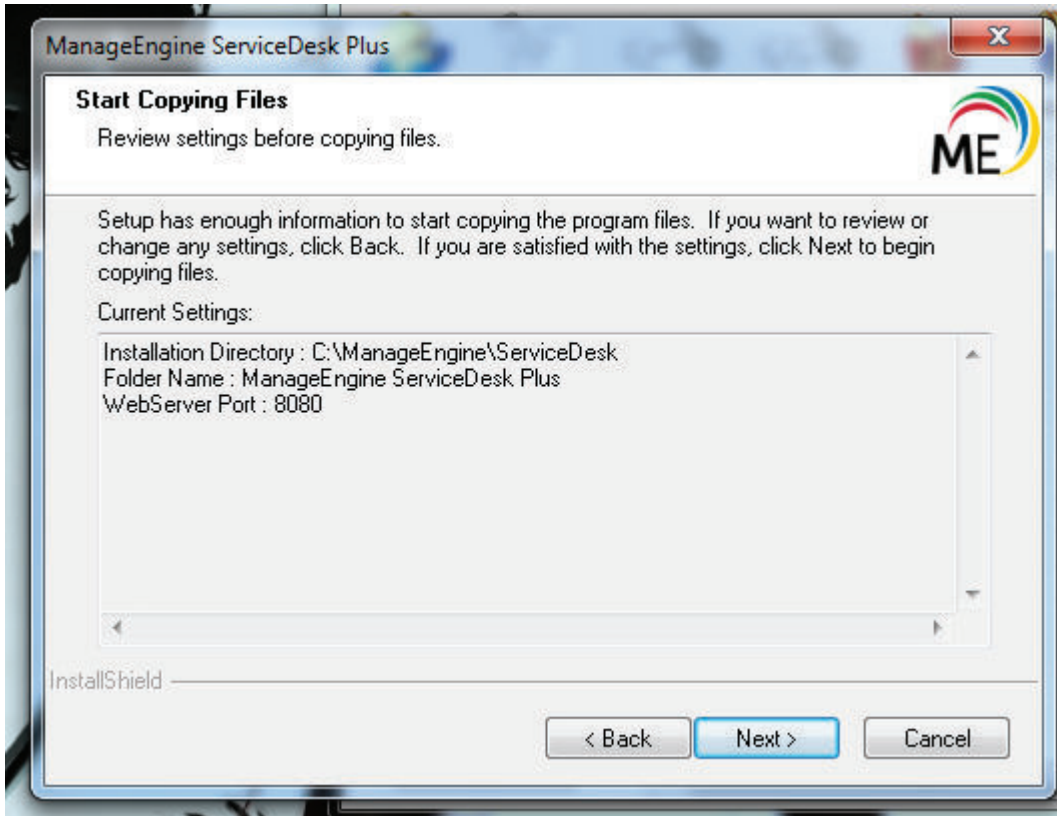 ManageEngine ServiceDesk Plus
Start Copying Files
Review settings before copying files.
ME
Setup has enough information to start copying the program files. If you want to review or
change any settings, click Back. If you are satisfied with the settings, click Next to begin
copying files.
Current Settings:
Installation Directory : C:\ManageEngine\ServiceDesk
Folder Name : ManageEngine ServiceDesk Plus
WebServer Port : 8080
InstallShield
< Back
Next >
Cancel